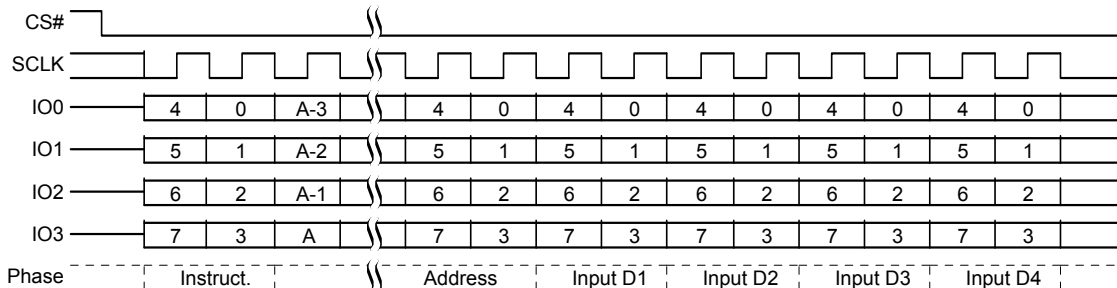 CS#
SCLK
IO0 4 0 A-3 4 0 4 0 4 0 4 0 4 0
IO1 5 1 A-2 5 1 5 1 5 1 5 1 5 1
IO2 6 2 A-1 6 2 6 2 6 2 6 2 6 2
IO3 7 3 A 7 3 7 3 7 3 7 3 7 3
Phase Instruct. Address Input D1 Input D2 Input D3 Input D4